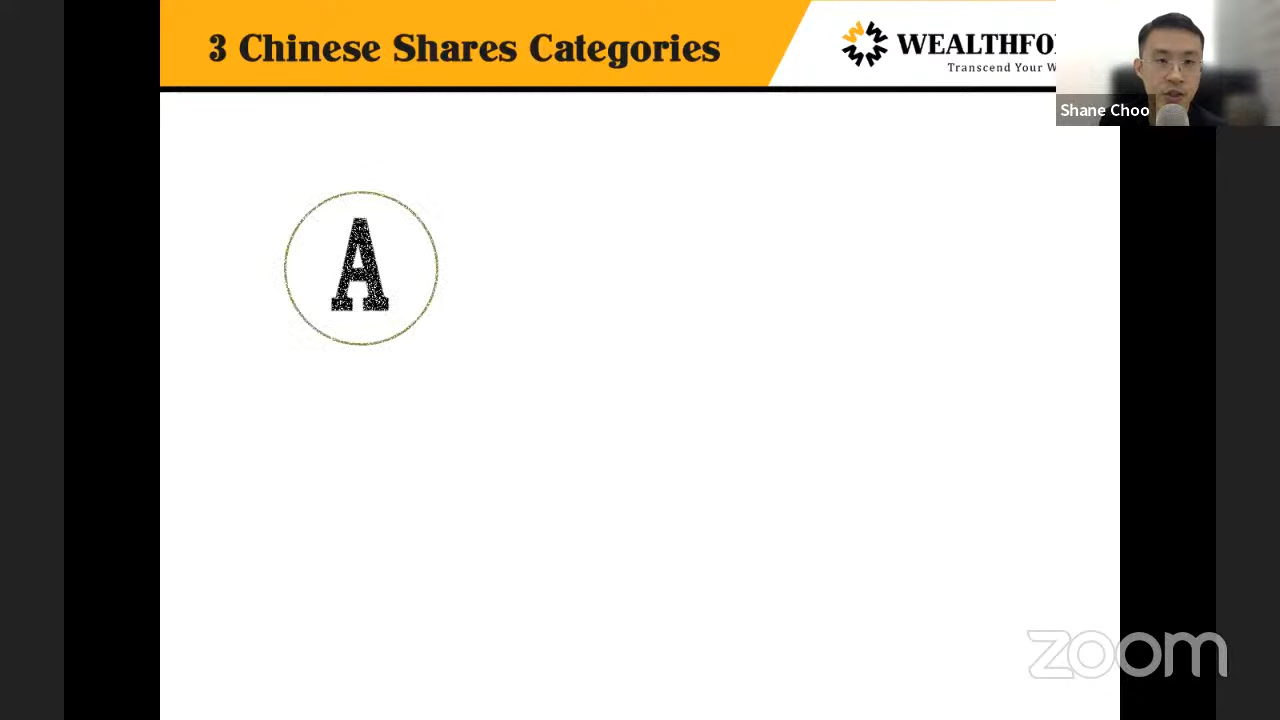 3 Chinese Shares Categories
WEALTHFO
Transcend Your W
Shane Choo
A
zoom